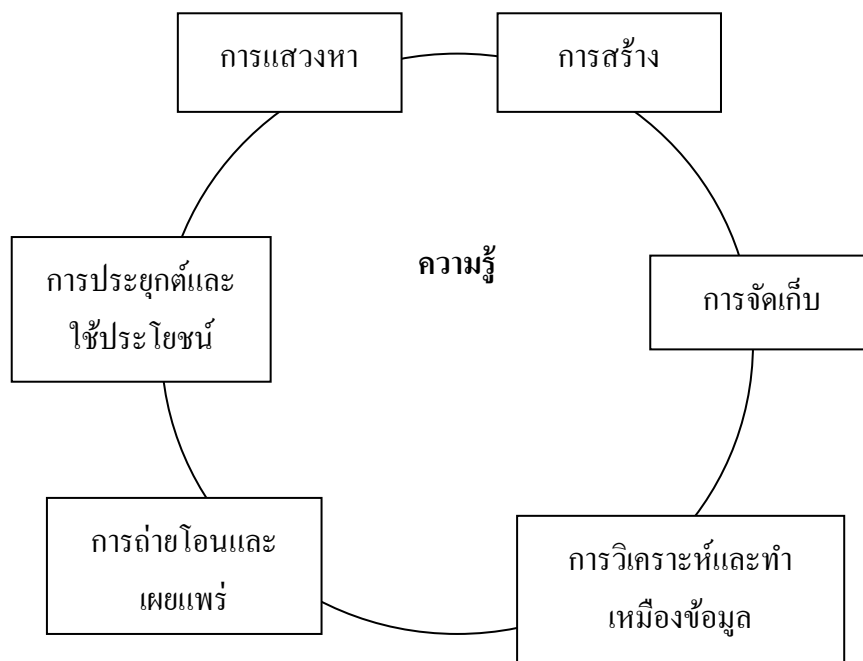 การแสวงหา
การสร้าง
ความรู้
การประยุกต์และ
ใช้ประโยชน์
การจัดเก็บ
การถ่ายโอนและ
เผยแพร่
การวิเคราะห์และทำ
เหมืองข้อมูล